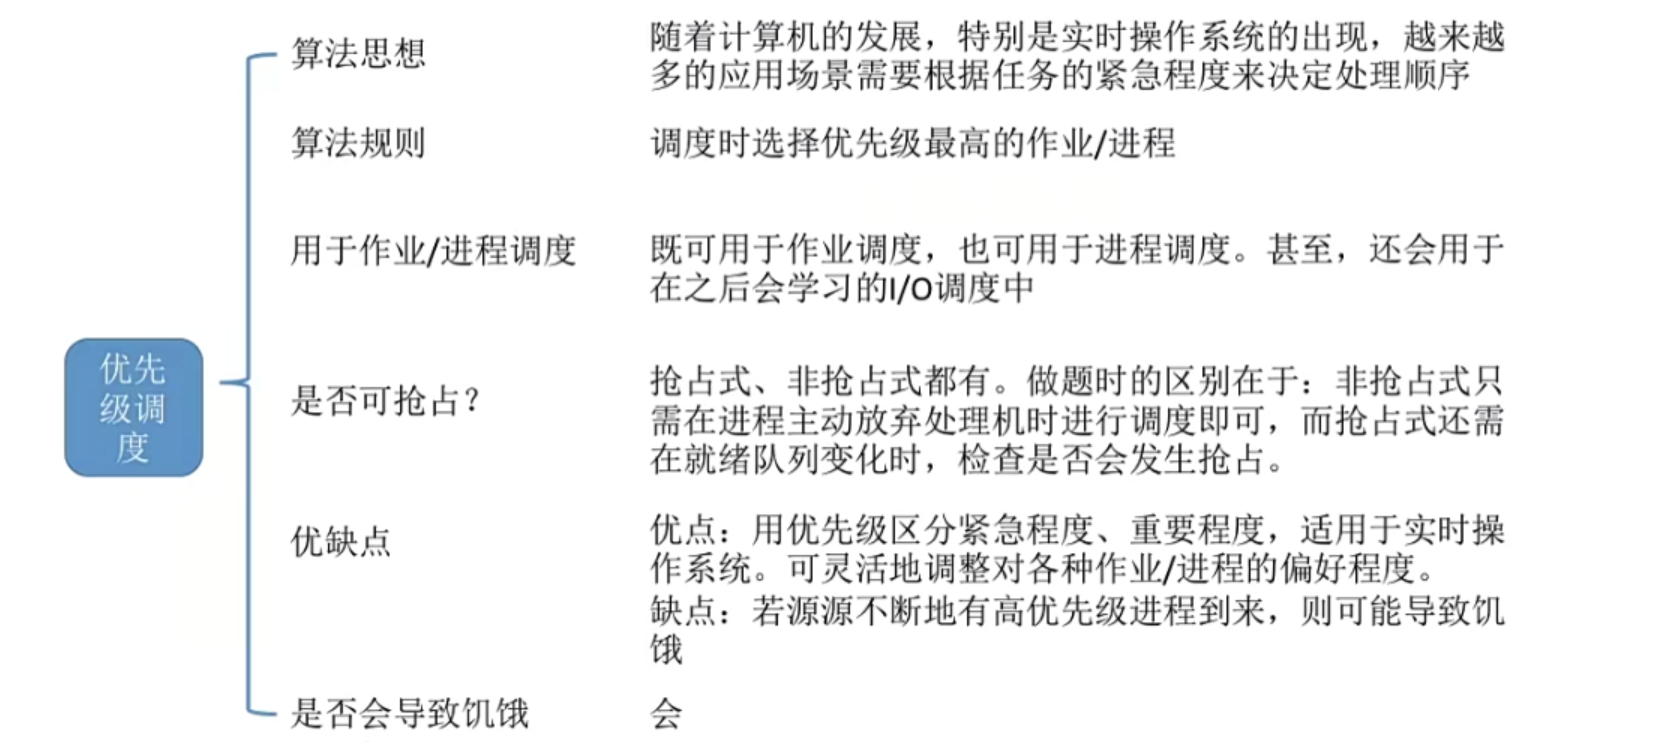 优先
级调
度
算法思想
随着计算机的发展，特别是实时操作系统的出现，越来越
多的应用场景需要根据任务的紧急程度来决定处理顺序
算法规则
调度时选择优先级最高的作业/进程
用于作业/进程调度
既可用于作业调度，也可用于进程调度。甚至，还会用于
在之后会学习的I/O调度中
是否可抢占？
抢占式、非抢占式都有。做题时的区别在于：非抢占式只
需在进程主动放弃处理机时进行调度即可，而抢占式还需
在就绪队列变化时，检查是否会发生抢占。
优缺点
优点：用优先级区分紧急程度、重要程度，适用于实时操
作系统。可灵活地调整对各种作业/进程的偏好程度。
缺点：若源源不断地有高优先级进程到来，则可能导致饥
饿
是否会导致饥饿
会